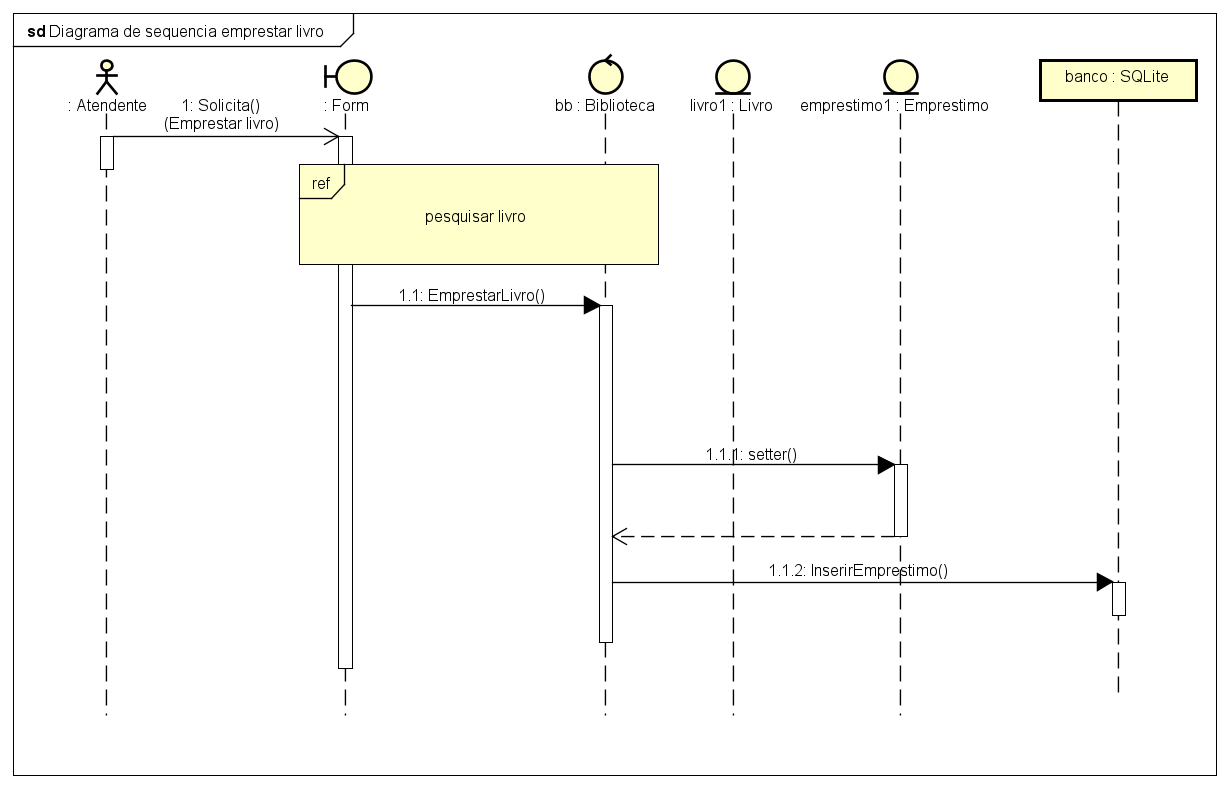 sd Diagrama de sequencia emprestar livro
: Atendente
1: Solicita()
(Emprestar livro)
: Form
bb : Biblioteca
livro1 : Livro
emprestimo1 : Emprestimo
banco : SQLite
ref
pesquisar livro
1.1: EmprestarLivro()
1.1.1: setter()
1.1.2: InserirEmprestimo()